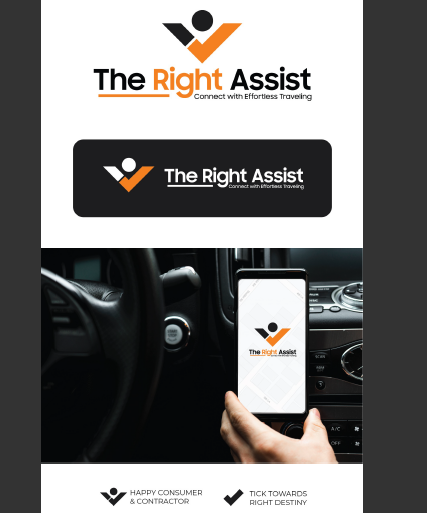 The Right Assist
Connect with Effortless Traveling
The Right Assist
Connect with Effortless Traveling
The Right Assist
A/C
OFF
HAPPY CONSUMER
& CONTRACTOR
TICK TOWARDS
RIGHT DESTINY